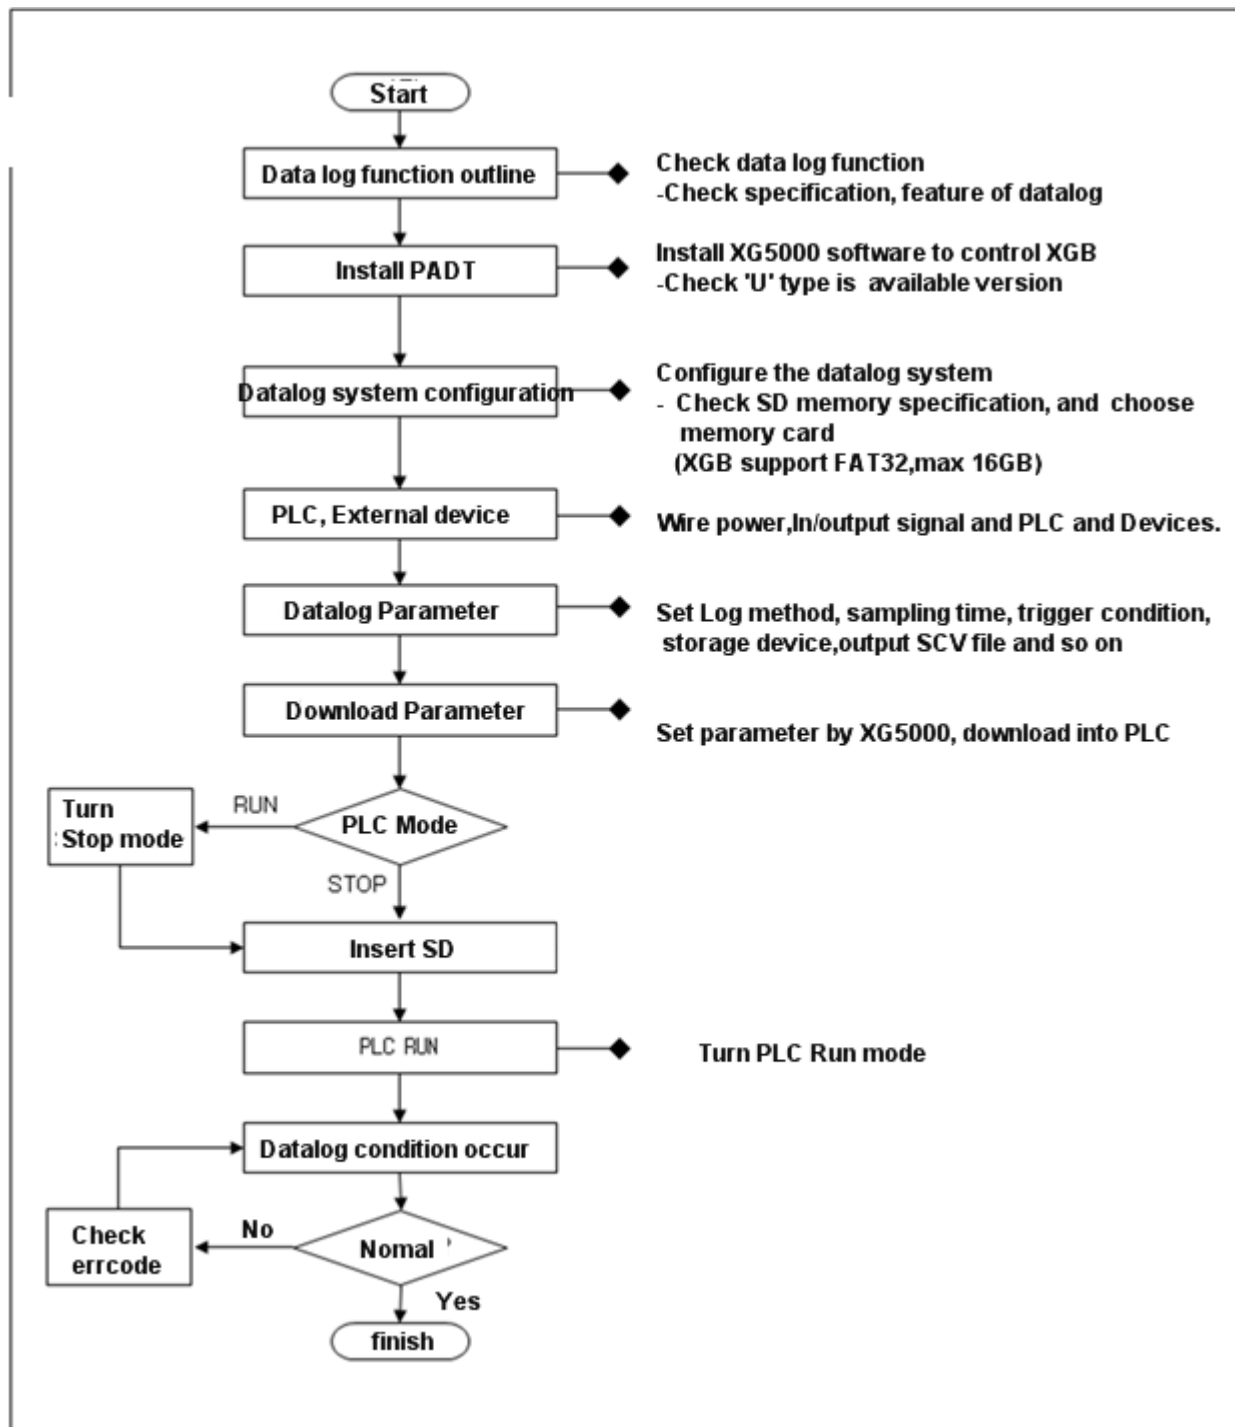 Start
Data log function outline
Check data log function
-Check specification, feature of datalog
Install PADT
Install XG5000 software to control XGB
-Check 'U' type is available version
Datalog system configuration
Configure the datalog system
- Check SD memory specification, and choose
memory card
(XGB support FAT32,max 16GB)
PLC, External device
Wire power,In/output signal and PLC and Devices.
Datalog Parameter
Set Log method, sampling time, trigger condition,
storage device,output SCV file and so on
Download Parameter
Set parameter by XG5000, download into PLC
PLC Mode
RUN
Turn
Stop mode
STOP
Insert SD
PLC RUN
Turn PLC Run mode
Datalog condition occur
Nomal
No
Check
errcode
Yes
finish